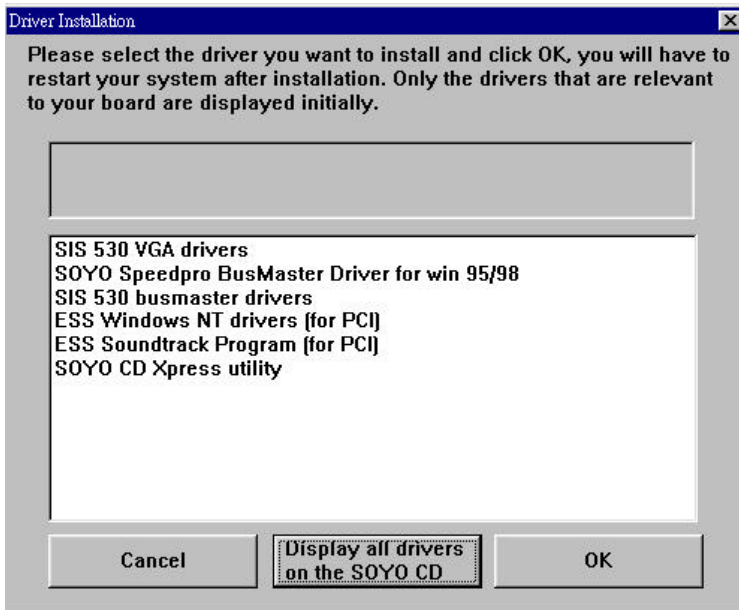 Driver Installation
Please select the driver you want to install and click OK, you will have to
restart your system after installation. Only the drivers that are relevant
to your board are displayed initially.
SIS 530 VGA drivers
SOYO Speedpro BusMaster Driver for win 95/98
SIS 530 busmaster drivers
ESS Windows NT drivers (for PCI)
ESS Soundtrack Program (for PCI)
SOYO CD Xpress utility
Cancel
Display all drivers
on the SOYO CD
OK